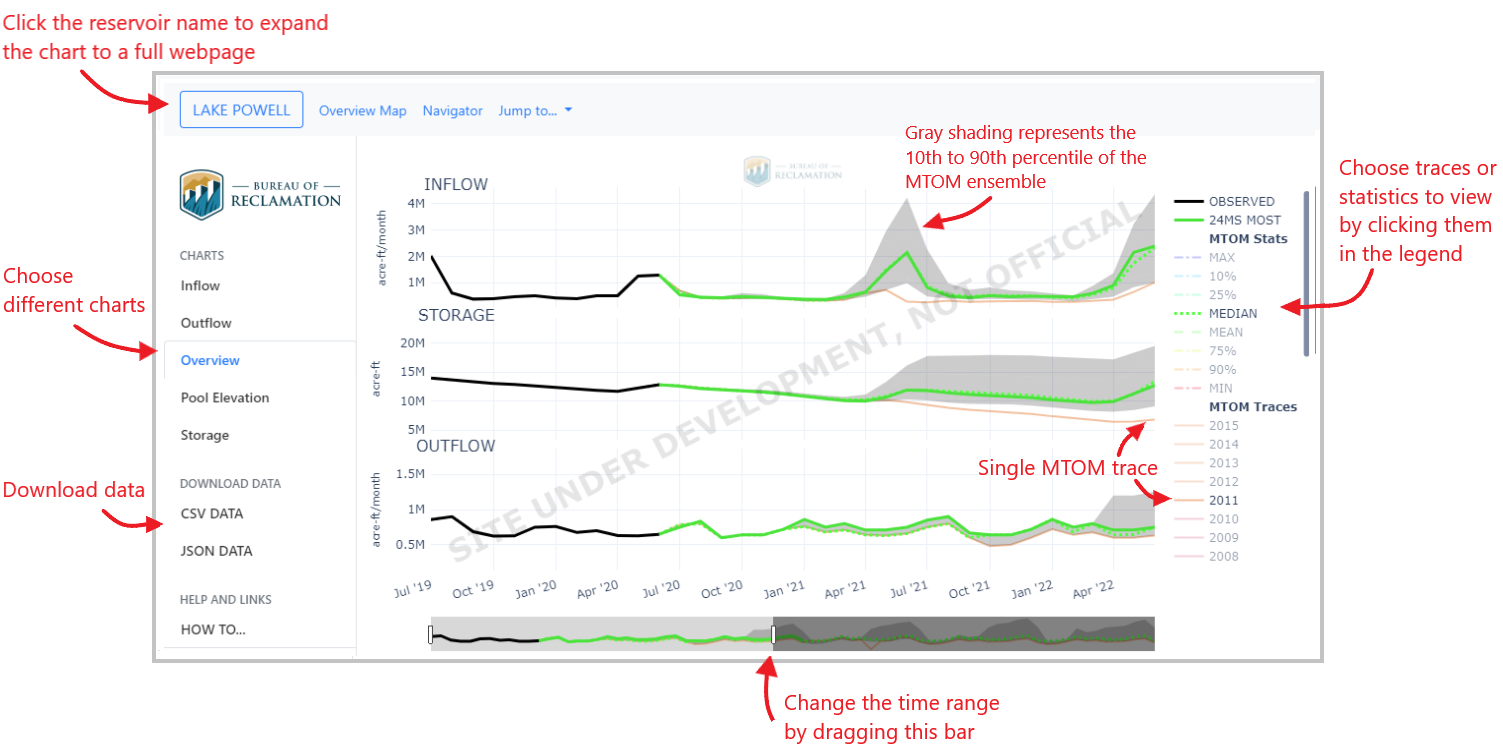 Click the reservoir name to expand
the chart to a full webpage
LAKE POWELL
Overview Map
Navigator
Jump to...
BUREAU OF
RECLAMATION
CHARTS
Inflow
Outflow
Overview
Pool Elevation
Storage
DOWNLOAD DATA
CSV DATA
JSON DATA
HELP AND LINKS
HOW TO...
Choose
different charts
Download data
BUREAU OF
RECLAMATION
Gray shading represents the
10th to 90th percentile of the
MTOM ensemble
INFLOW
acre-ft/month
4M
3M
2M
1M
STORAGE
acre-ft
20M
15M
10M
5M
OUTFLOW
acre-ft/month
1.5M
1M
0.5M
Jul '19
Oct '19
Jan '20
Apr '20
Jul '20
Oct '20
Jan '21
Apr '21
Jul '21
Oct '21
Jan '22
Apr '22
SITE UNDER DEVELOPMENT, NOT OFFICIAL
Single MTOM trace
OBSERVED
24MS MOST
MTOM Stats
MAX
10%
25%
MEDIAN
MEAN
75%
90%
MIN
MTOM Traces
2015
2014
2013
2012
2011
2010
2009
2008
Choose traces or
statistics to view
by clicking them
in the legend
Change the time range
by dragging this bar